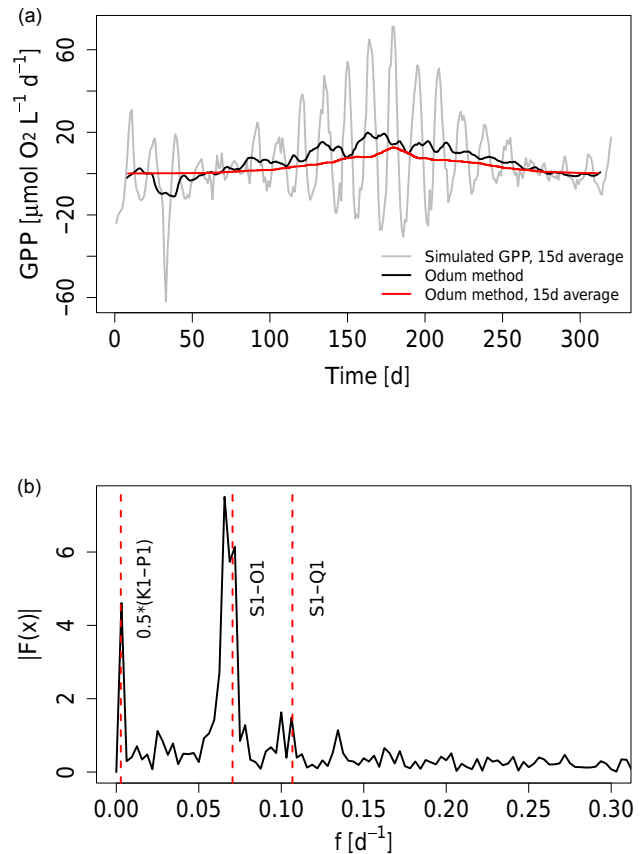 (a)
GPP [µmol O2 L−1 d−1]
60
20
−20
−60
Simulated GPP, 15d average
Odum method
Odum method, 15d average
0 50 100 150 200 250 300
Time [d]
(b)
|F(x)|
6
4
2
0
0.5*(K1−P1)
S1−O1
S1−Q1
0.00 0.05 0.10 0.15 0.20 0.25 0.30
f [d−1]